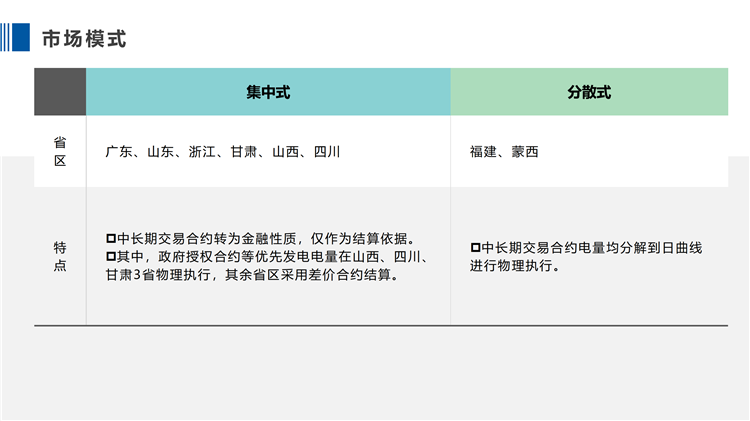 市场模式
集中式 分散式
省区 广东、山东、浙江、甘肃、山西、四川 福建、蒙西
特点
中长期交易合约转为金融性质，仅作为结算依据。
其中，政府授权合约等优先发电电量在山西、四川、
甘肃3省物理执行，其余省区采用差价合约结算。
中长期交易合约电量均分解到日曲线
进行物理执行。